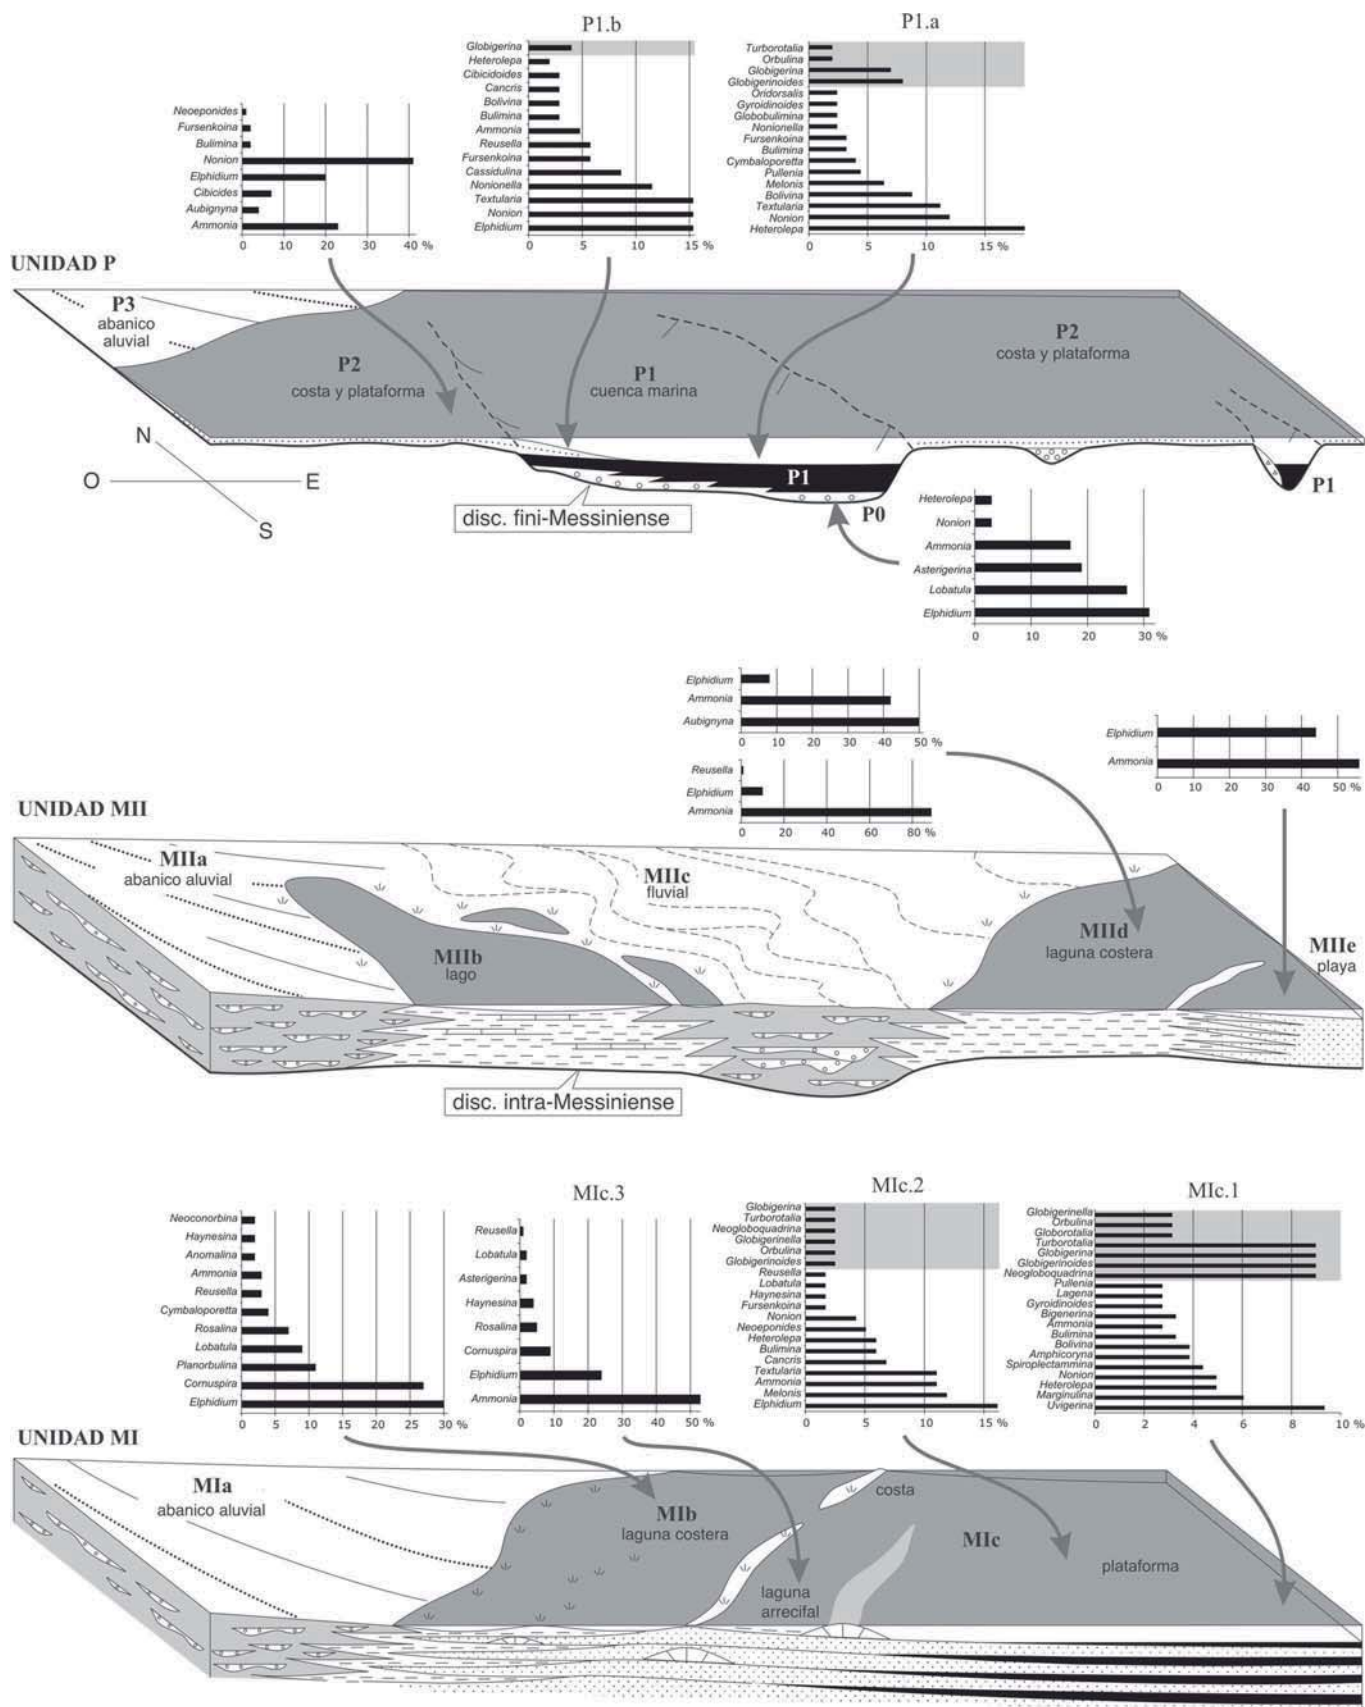 P1.b
P1.a
Globigerina
Heterolepa
Cibicidoides
Cancris
Bolivina
Bulimina
Ammonia
Reusella
Fursenkoina
Cassidulina
Nonionella
Textularia
Nonion
Elphidium
0 5 10 15 %
Turborotalia
Orbulina
Globigerina
Globigerinoides
Oridorsalis
Gyroidinoides
Globobulimina
Nonionella
Fursenkoina
Bulimina
Cymbaloporetta
Pullenia
Melonis
Bolivina
Textularia
Nonion
Heterolepa
0 5 10 15 %
Neoeponides
Fursenkoina
Bulimina
Nonion
Elphidium
Cibicides
Aubignyna
Ammonia
0 10 20 30 40 %
UNIDAD P
P3
abanico
aluvial
P2
costa y plataforma
P1
cuenca marina
P2
costa y plataforma
N
O
E
S
P1
P1
P0
disc. fini-Messiniense
Heterolepa
Nonion
Ammonia
Asterigerina
Lobatula
Elphidium
0 10 20 30 %
Elphidium
Ammonia
Aubignyna
0 10 20 30 40 50 %
Reusella
Elphidium
Ammonia
0 20 40 60 80 %
Elphidium
Ammonia
0 10 20 30 40 50 %
UNIDAD MII
MIIa
abanico aluvial
MIIc
fluvial
MIIb
lago
MIId
laguna costera
MIIe
playa
disc. intra-Messiniense
MIc.3
MIc.2
MIc.1
Neoconorbina
Haynesina
Anomalina
Ammonia
Reusella
Cymbaloporetta
Rosalina
Lobatula
Planorbulina
Cornuspira
Elphidium
0 5 10 15 20 25 30 %
Reusella
Lobatula
Asterigerina
Haynesina
Rosalina
Cornuspira
Elphidium
Ammonia
0 10 20 30 40 50 %
Globigerina
Turborotalia
Neogloboquadrina
Globigerinella
Orbulina
Globigerinoides
Reusella
Lobatula
Haynesina
Fursenkoina
Nonion
Neoeponides
Heterolepa
Bulimina
Cancris
Textularia
Ammonia
Melonis
Elphidium
0 5 10 15 %
Globigerinella
Orbulina
Globorotalia
Turborotalia
Globigerina
Globigerinoides
Neogloboquadrina
Pullenia
Lagena
Gyroidinoides
Bigenerina
Ammonia
Bulimina
Bolivina
Amphicoryna
Spiroplectammina
Nonion
Heterolepa
Marginulina
Uvigerina
0 2 4 6 8 10 %
UNIDAD MI
MIa
abanico aluvial
MIb
laguna costera
costa
MIc
plataforma
laguna
arrecifal